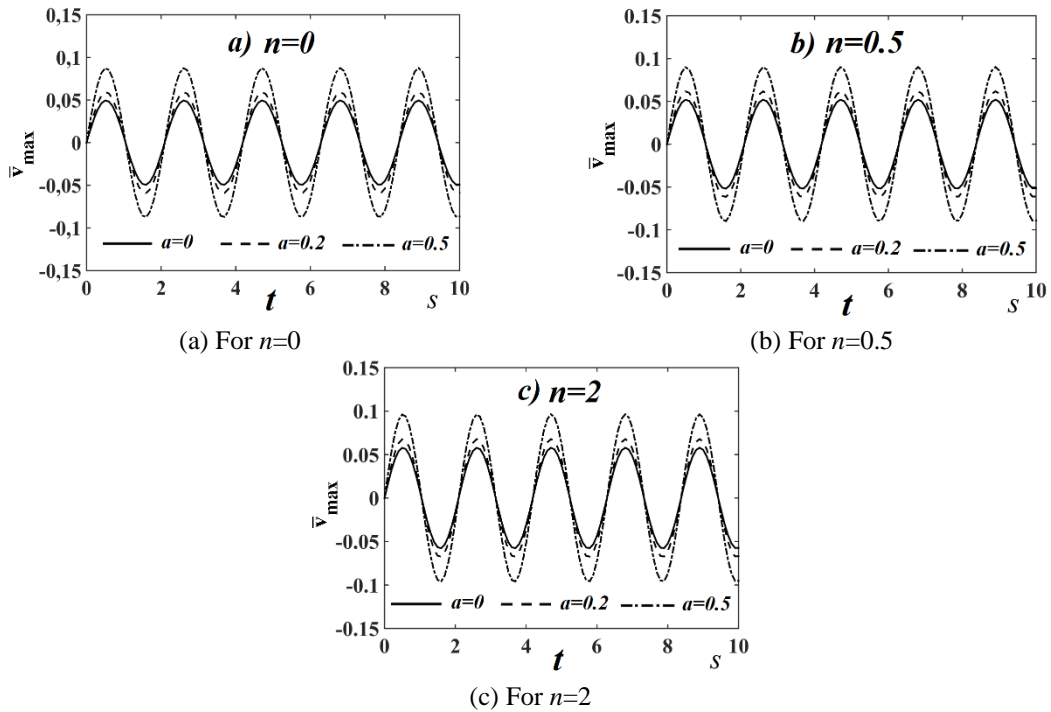 a) n=0
0,15
0,1
0,05
0
-0,05
-0,1
-0,15
v̅max
a=0 a=0.2 a=0.5
0 2 4 6 8 10
t s
(a) For n=0
b) n=0.5
0.15
0.1
0.05
0
-0.05
-0.1
-0.15
v̅max
a=0 a=0.2 a=0.5
0 2 4 6 8 10
t s
(b) For n=0.5
c) n=2
0.15
0.1
0.05
0
-0.05
-0.1
-0.15
v̅max
a=0 a=0.2 a=0.5
0 2 4 6 8 10
t s
(c) For n=2